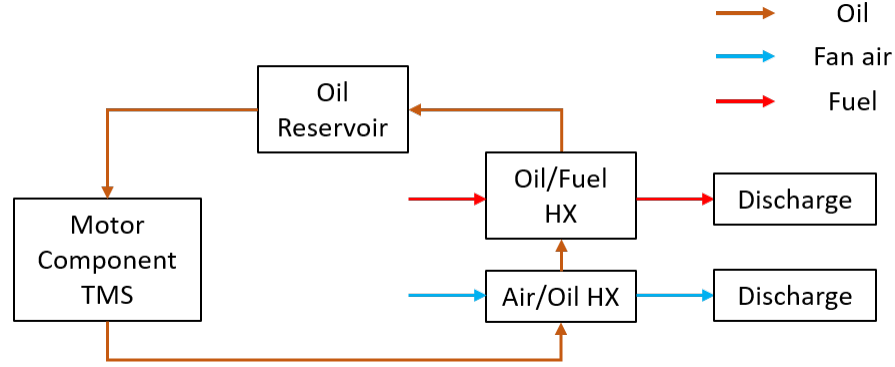 Oil
Fan air
Fuel
Oil
Reservoir
Oil/Fuel
HX
Discharge
Motor
Component
TMS
Air/Oil HX
Discharge